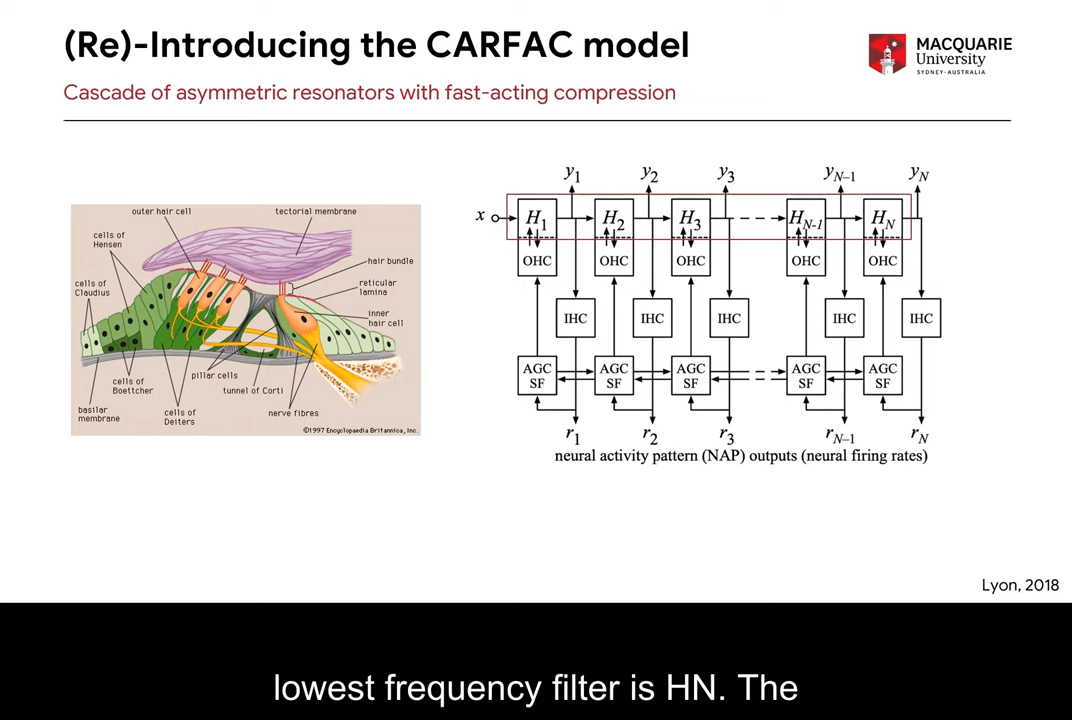 (Re)-Introducing the CARFAC model
MACQUARIE
University
SYDNEY·AUSTRALIA
Cascade of asymmetric resonators with fast-acting compression
outer hair cell
tectorial membrane
cells of
Hensen
hair bundle
cells of
Claudius
reticular
lamina
inner
hair cell
pillar cells
cells of
Boettcher
tunnel of Corti
basilar
membrane
cells of
Deiters
nerve fibres
©1997 Encyclopaedia Britannica, Inc.
y1 y2 y3 yN–1 yN
x H1 H2 H3 HN-1 HN
OHC OHC OHC OHC OHC
IHC IHC IHC IHC IHC
AGC AGC AGC AGC AGC
SF SF SF SF SF
r1 r2 r3 rN–1 rN
neural activity pattern (NAP) outputs (neural firing rates)
Lyon, 2018
lowest frequency filter is HN. The